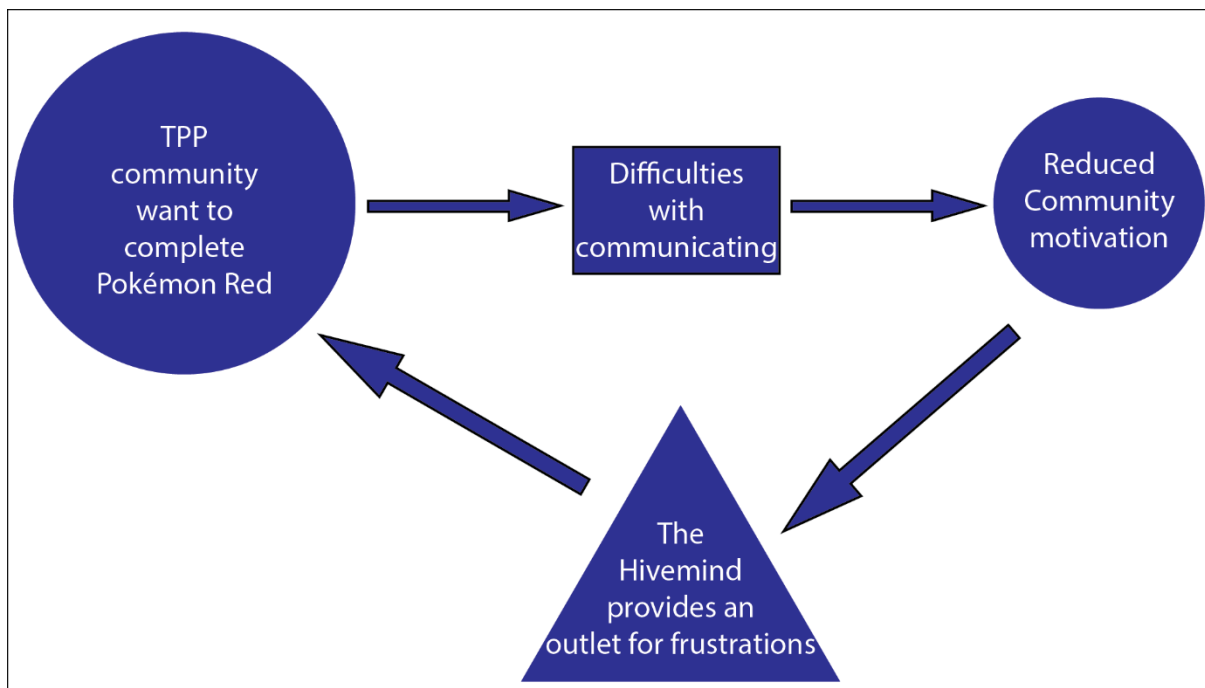 TPP
community
want to
complete
Pokémon Red
Difficulties
with
communicating
Reduced
Community
motivation
The
Hivemind
provides an
outlet for frustrations